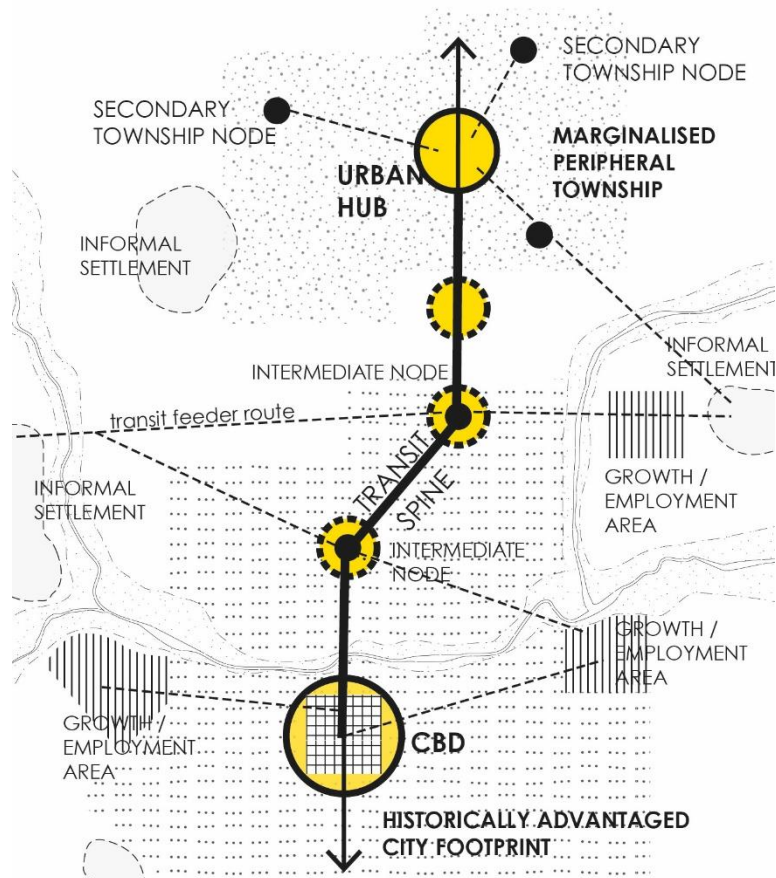 SECONDARY
TOWNSHIP NODE
SECONDARY
TOWNSHIP NODE
MARGINALISED
PERIPHERAL
TOWNSHIP
URBAN
HUB
INFORMAL
SETTLEMENT
INFORMAL
SETTLEMENT
INTERMEDIATE NODE
transit feeder route
TRANSIT
SPINE
GROWTH /
EMPLOYMENT
AREA
INFORMAL
SETTLEMENT
INTERMEDIATE
NODE
GROWTH /
EMPLOYMENT
AREA
GROWTH /
EMPLOYMENT
AREA
CBD
HISTORICALLY ADVANTAGED
CITY FOOTPRINT